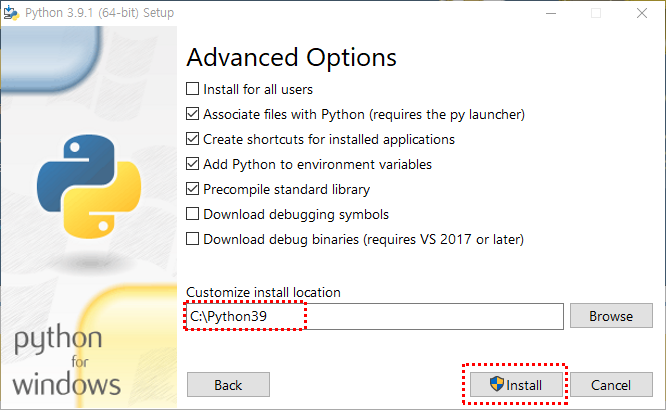 Python 3.9.1 (64-bit) Setup
Advanced Options
Install for all users
Associate files with Python (requires the py launcher)
Create shortcuts for installed applications
Add Python to environment variables
Precompile standard library
Download debugging symbols
Download debug binaries (requires VS 2017 or later)
Customize install location
C:\Python39
Browse
python
for
windows
Back
Install
Cancel